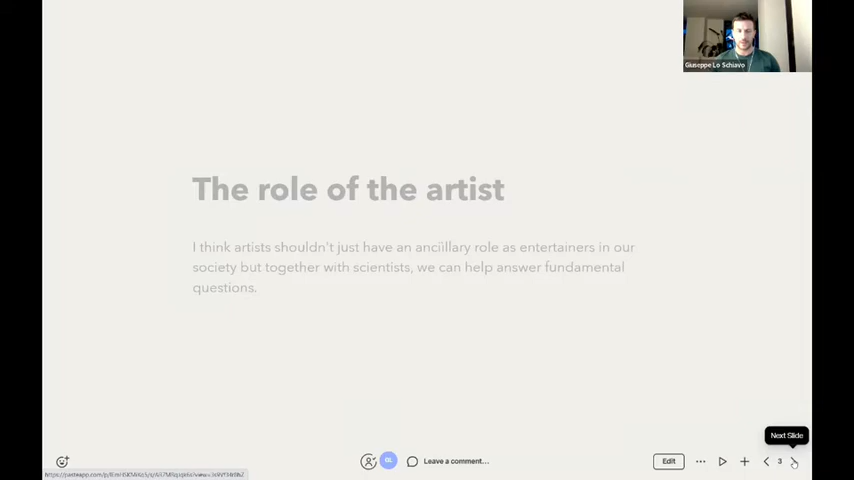 Giuseppe Lo Schiavo
The role of the artist
I think artists shouldn't just have an ancillary role as entertainers in our
society but together with scientists, we can help answer fundamental
questions.
Next Slide
GL
Leave a comment...
Edit
3